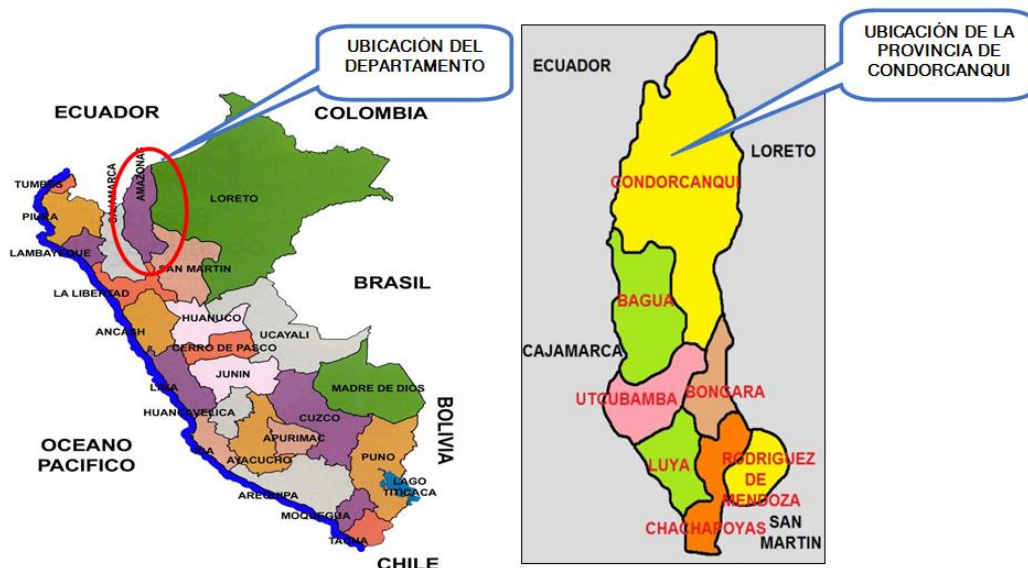 UBICACIÓN DEL
DEPARTAMENTO
ECUADOR
COLOMBIA
TUMBES
PIURA
CAJAMARCA
AMAZONAS
LORETO
LAMBAYEQUE
SAN MARTIN
LA LIBERTAD
BRASIL
ANCASH
HUANUCO
UCAYALI
CERRO DE PASCO
JUNIN
LIMA
MADRE DE DIOS
HUANCAVELICA
CUZCO
BOLIVIA
OCEANO
PACIFICO
ICA
APURIMAC
AYACUCHO
PUNO
LAGO
TITICACA
AREQUIPA
MOQUEGUA
TACNA
CHILE
UBICACIÓN DE LA
PROVINCIA DE
CONDORCANQUI
ECUADOR
LORETO
CONDORCANQUI
BAGUA
CAJAMARCA
UTCUBAMBA
BONGARA
LUYA
RODRIGUEZ
DE
MENDOZA
CHACHAPOYAS
SAN
MARTIN